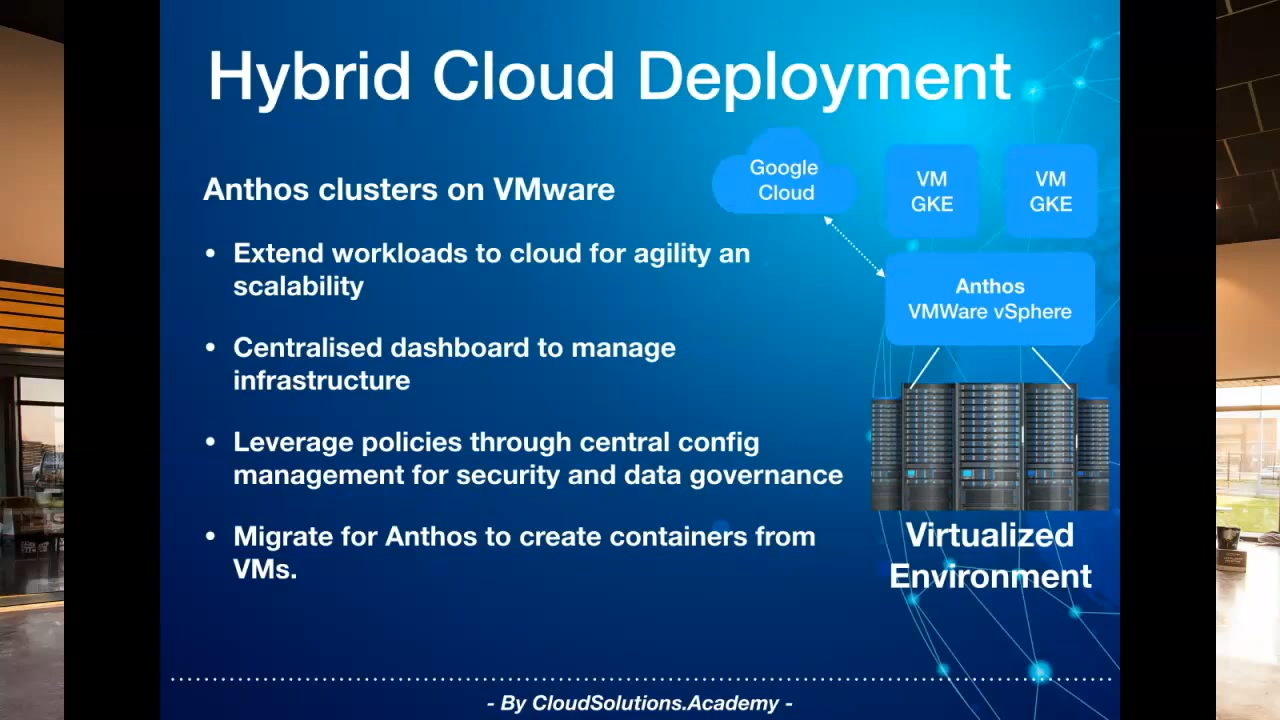 Hybrid Cloud Deployment
Anthos clusters on VMware
• Extend workloads to cloud for agility an
scalability
• Centralised dashboard to manage
infrastructure
• Leverage policies through central config
management for security and data governance
• Migrate for Anthos to create containers from
VMs.
Google
Cloud
VM
GKE
VM
GKE
Anthos
VMWare vSphere
Virtualized
Environment
- By CloudSolutions.Academy -